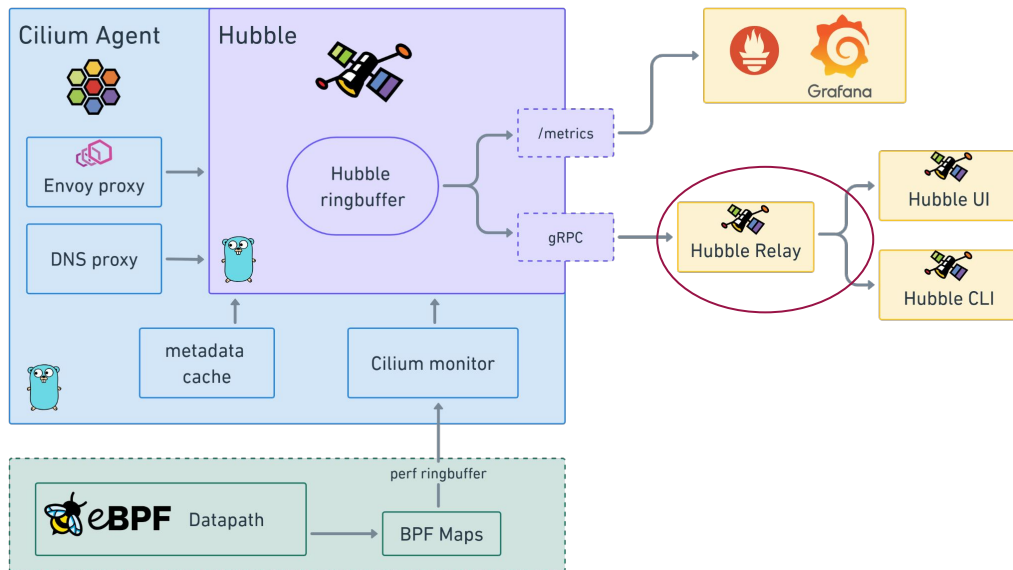 Cilium Agent
Hubble
Grafana
Envoy proxy
DNS proxy
Hubble
ringbuffer
/metrics
gRPC
Hubble Relay
Hubble UI
Hubble CLI
metadata
cache
Cilium monitor
perf ringbuffer
eBPF Datapath
BPF Maps